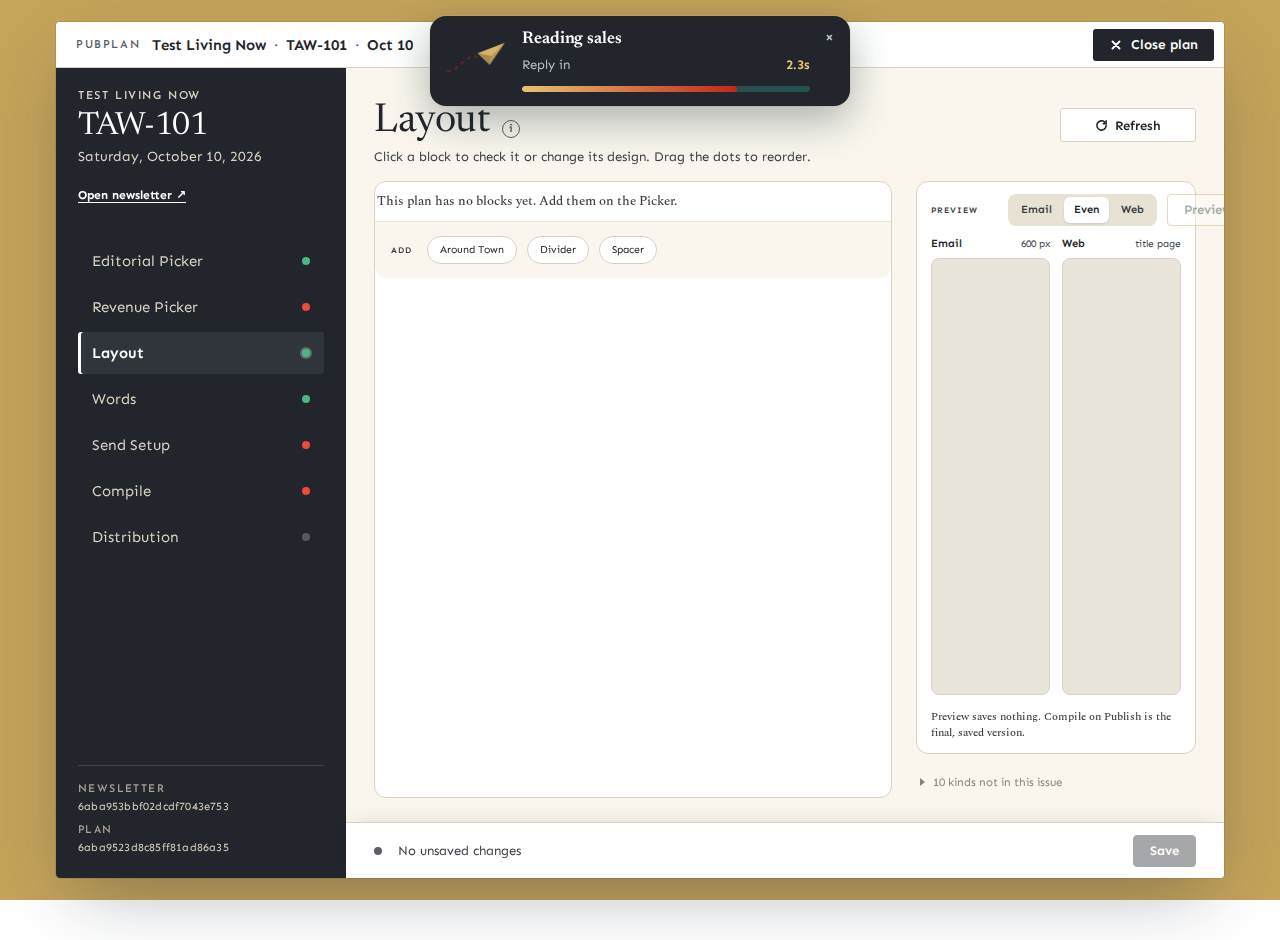 PUBPLAN Test Living Now · TAW-101 · Oct 10
Reading sales
×
Reply in 2.3s
Close plan
TEST LIVING NOW
TAW-101
Saturday, October 10, 2026
Open newsletter ↗
Editorial Picker
Revenue Picker
Layout
Words
Send Setup
Compile
Distribution
NEWSLETTER
6aba953bbf02dcdf7043e753
PLAN
6aba9523d8c85ff81ad86a35
Layout i
Click a block to check it or change its design. Drag the dots to reorder.
Refresh
This plan has no blocks yet. Add them on the Picker.
ADD Around Town Divider Spacer
PREVIEW Email Even Web Preview
Email 600 px Web title page
Preview saves nothing. Compile on Publish is the
final, saved version.
10 kinds not in this issue
No unsaved changes
Save